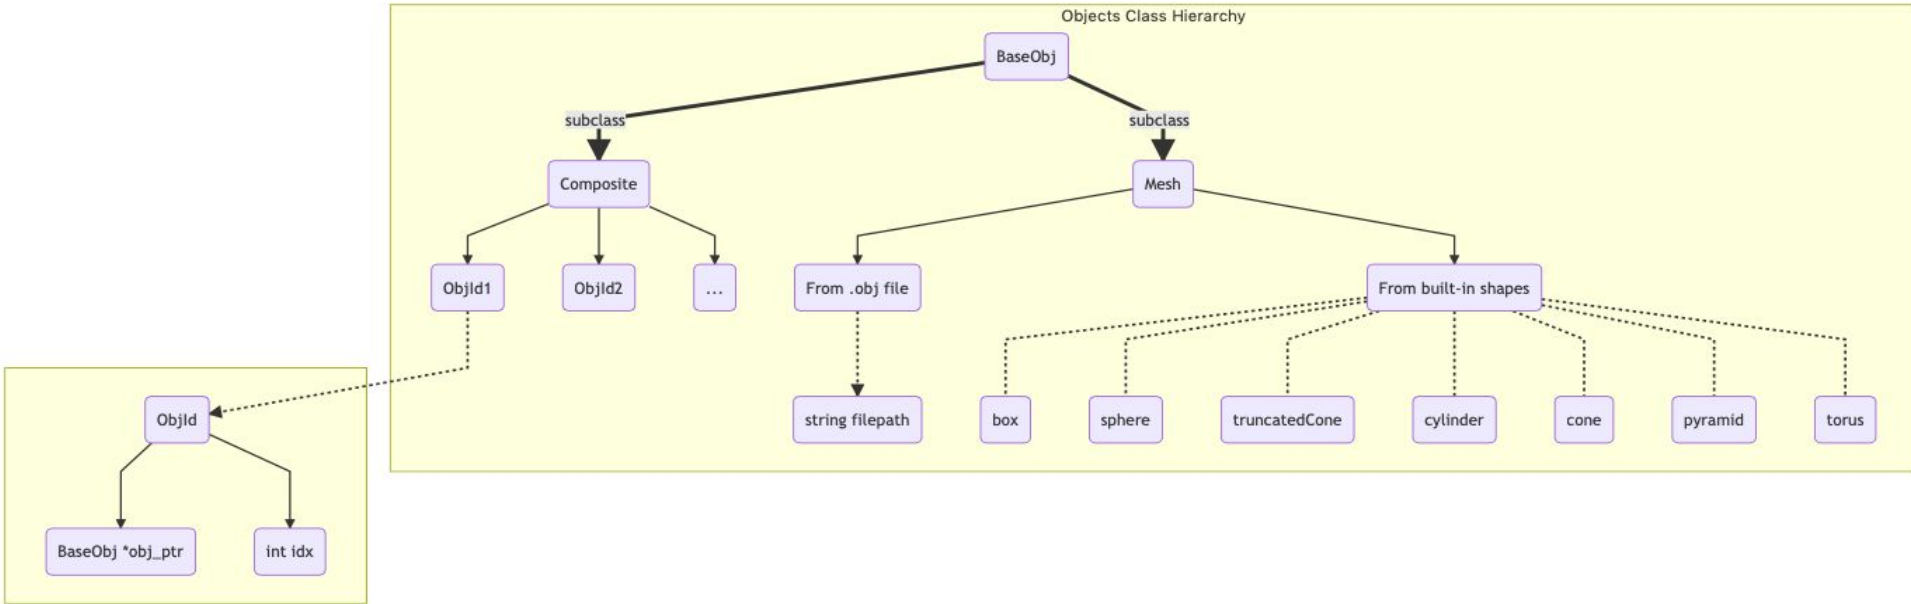 Objects Class Hierarchy
BaseObj
subclass
subclass
Composite
Mesh
ObjId1
ObjId2
...
From .obj file
From built-in shapes
ObjId
string filepath
box
sphere
truncatedCone
cylinder
cone
pyramid
torus
BaseObj *obj_ptr
int idx